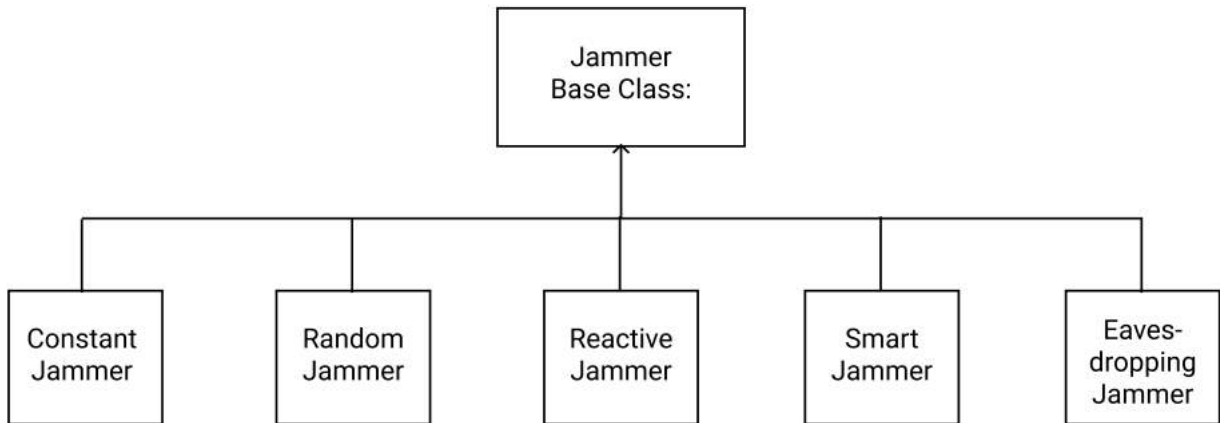 Jammer
Base Class:
Constant
Jammer
Random
Jammer
Reactive
Jammer
Smart
Jammer
Eaves-
dropping
Jammer